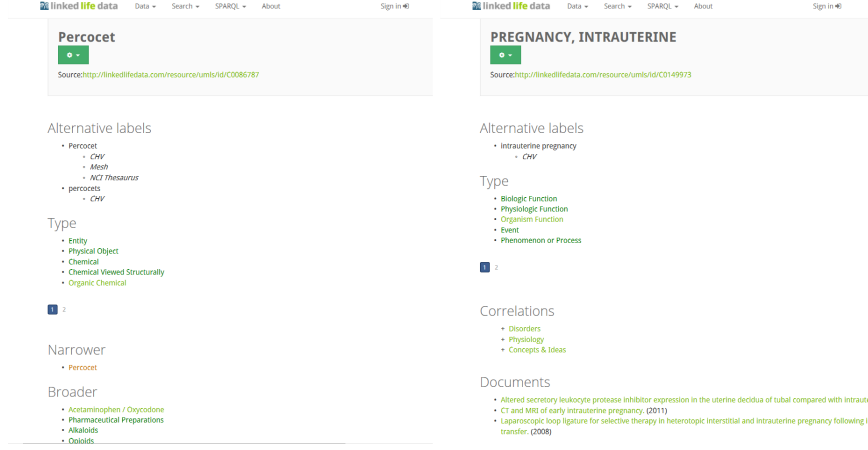 linked life data Data Search SPARQL About Sign in
Percocet
Source:http://linkedlifedata.com/resource/umls/id/C0086787
Alternative labels
Percocet
CHV
Mesh
NCI Thesaurus
percocets
CHV
Type
Entity
Physical Object
Chemical
Chemical Viewed Structurally
Organic Chemical
1 2
Narrower
Percocet
Broader
Acetaminophen / Oxycodone
Pharmaceutical Preparations
Alkaloids
Opioids
linked life data Data Search SPARQL About Sign in
PREGNANCY, INTRAUTERINE
Source:http://linkedlifedata.com/resource/umls/id/C0149973
Alternative labels
intrauterine pregnancy
CHV
Type
Biologic Function
Physiologic Function
Organism Function
Event
Phenomenon or Process
1 2
Correlations
+ Disorders
+ Physiology
+ Concepts & Ideas
Documents
Altered secretory leukocyte protease inhibitor expression in the uterine decidua of tubal compared with
CT and MRI of early intrauterine pregnancy. (2011)
Laparoscopic loop ligature for selective therapy in heterotopic interstitial and intrauterine pregnancy following
transfer. (2008)